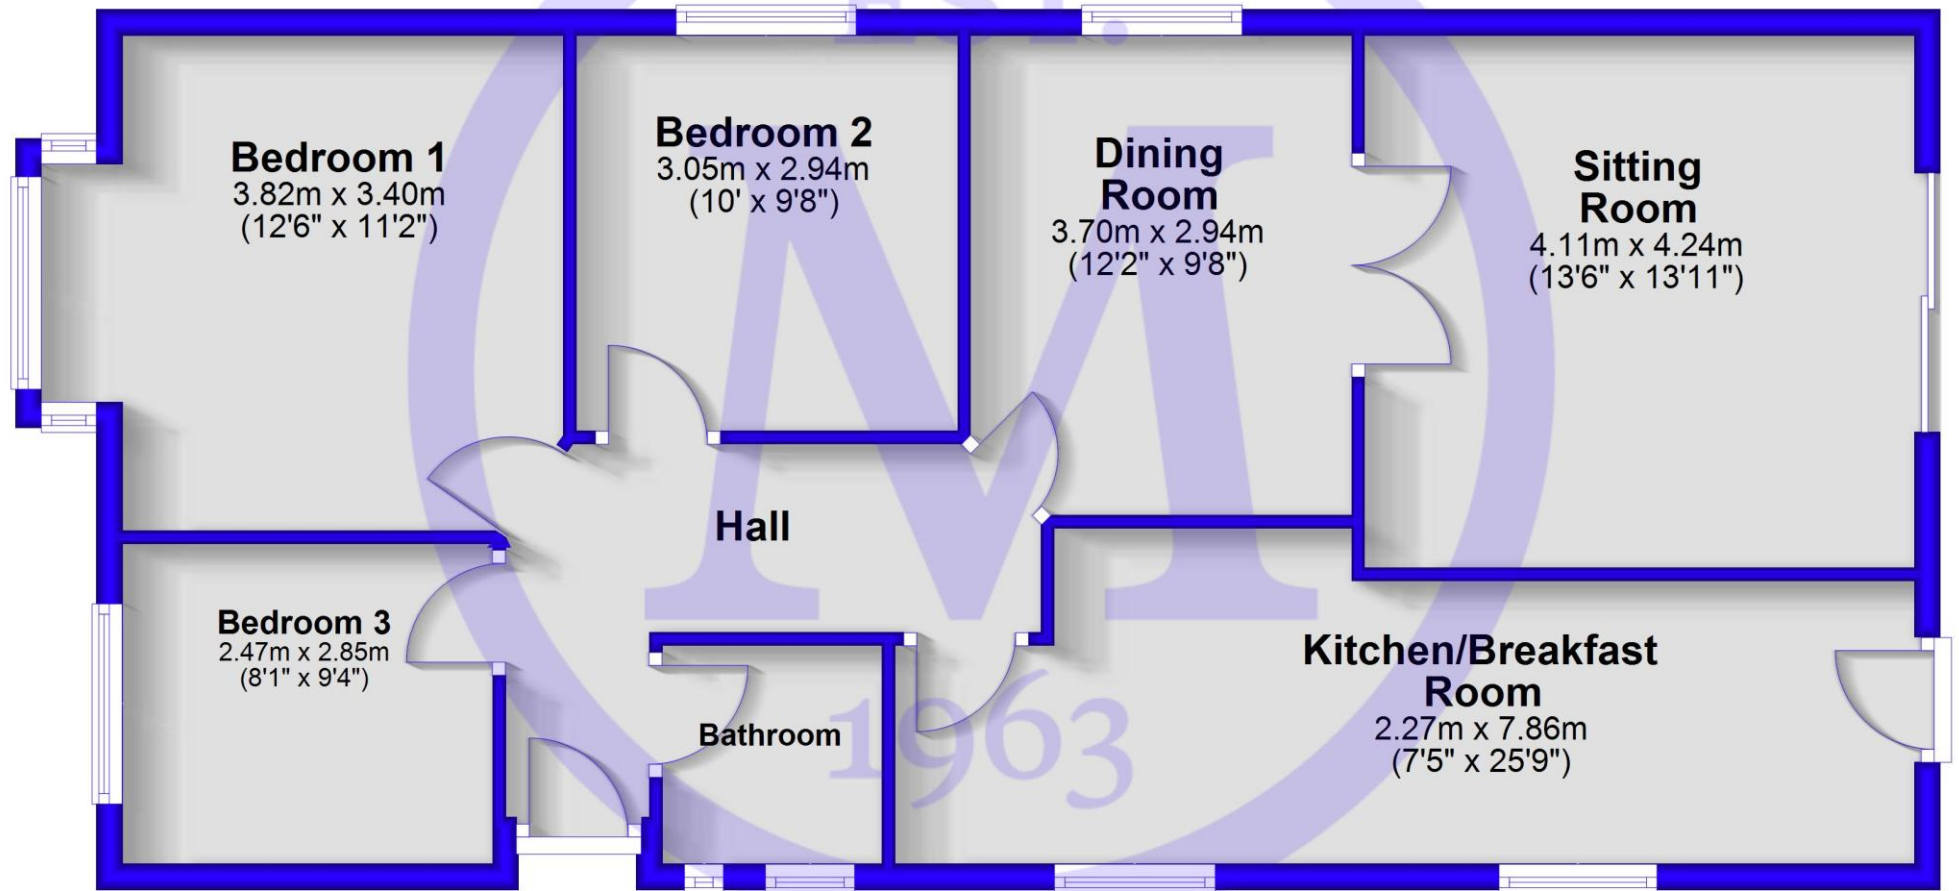 EST.
Bedroom 1
3.82m x 3.40m
(12'6" x 11'2")
Bedroom 2
3.05m x 2.94m
(10' x 9'8")
Dining
Room
3.70m x 2.94m
(12'2" x 9'8")
Sitting
Room
4.11m x 4.24m
(13'6" x 13'11")
Hall
Bedroom 3
2.47m x 2.85m
(8'1" x 9'4")
Bathroom
Kitchen/Breakfast
Room
2.27m x 7.86m
(7'5" x 25'9")
M
1963